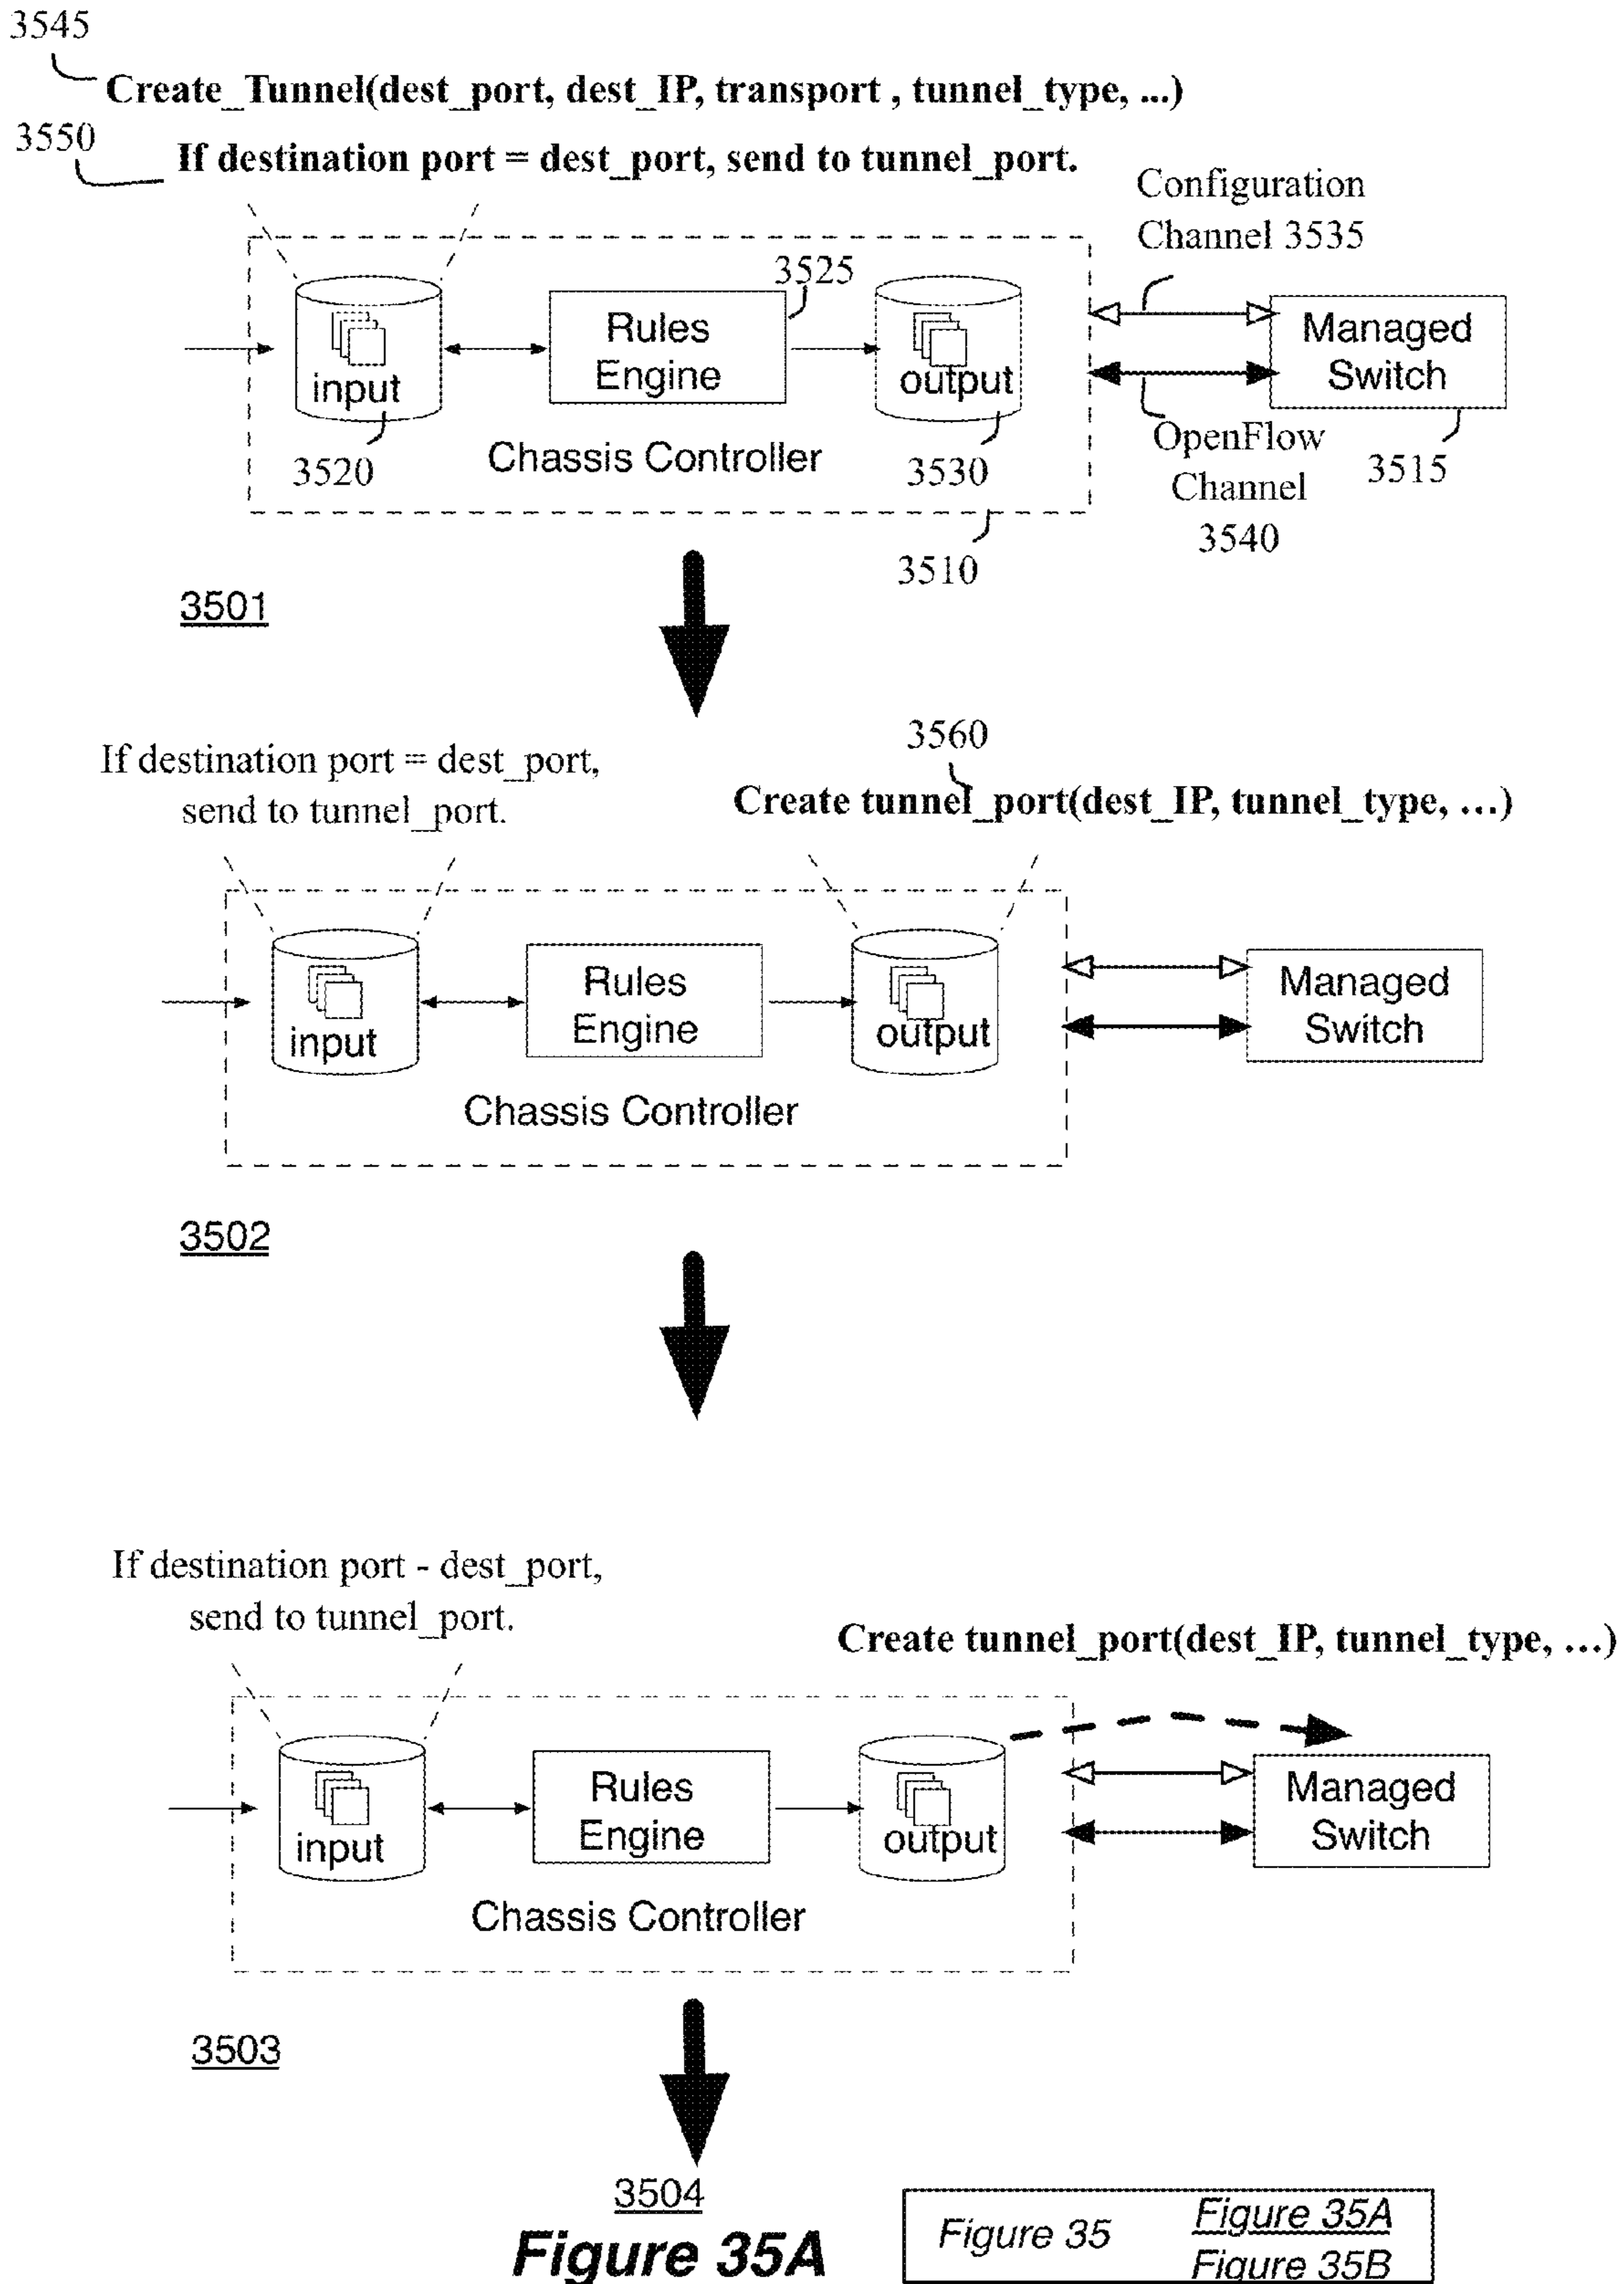 3545
Create_Tunnel(dest_port, dest_IP, transport , tunnel_type, ...)
3550
If destination port = dest_port, send to tunnel_port.
Configuration
Channel 3535
3525
Rules
Engine
input
output
Managed
Switch
Chassis Controller
3520
3530
OpenFlow
Channel
3540
3515
3510
3501
If destination port = dest_port,
send to tunnel_port.
3560
Create tunnel_port(dest_IP, tunnel_type, ...)
Rules
Engine
input
output
Managed
Switch
Chassis Controller
3502
If destination port - dest_port,
send to tunnel_port.
Create tunnel_port(dest_IP, tunnel_type, ...)
Rules
Engine
input
output
Managed
Switch
Chassis Controller
3503
3504
Figure 35A
Figure 35
Figure 35A
Figure 35B